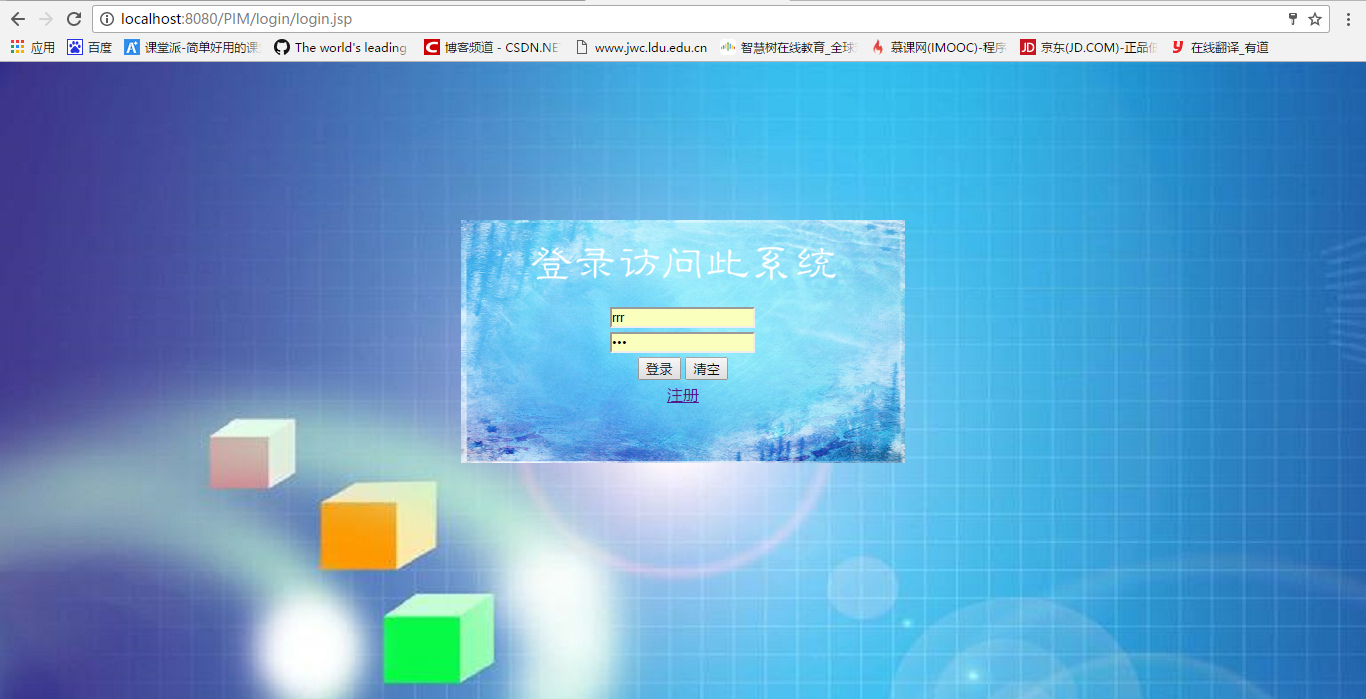 localhost:8080/PIM/login/login.jsp
应用 百度 课堂派-简单好用的课 The world's leading 博客频道 - CSDN.NE www.jwc.ldu.edu.cn 智慧树在线教育_全球 慕课网(IMOOC)-程序 JD 京东(JD.COM)-正品低 在线翻译_有道
登录访问此系统
rrr
•••
登录 清空
注册